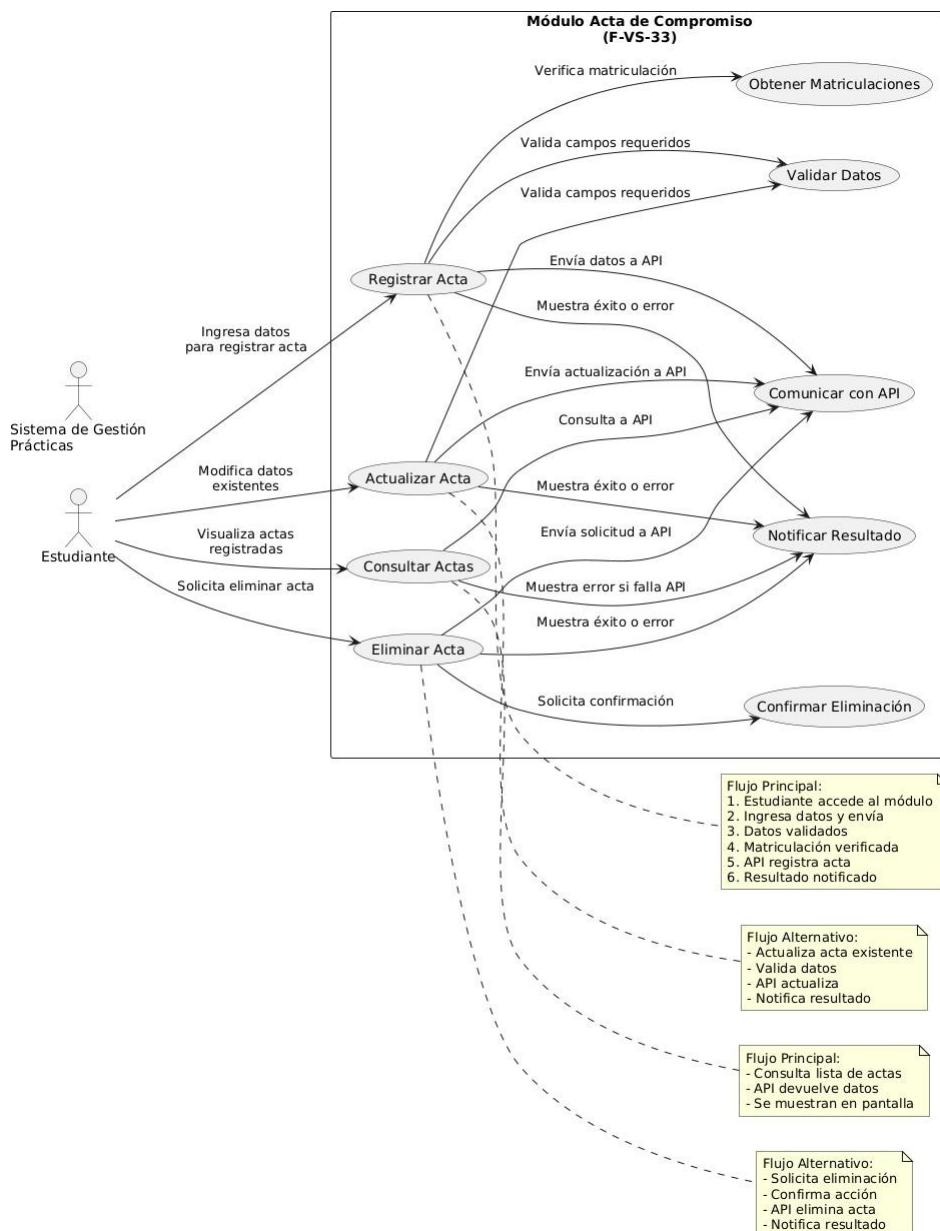 Módulo Acta de Compromiso
(F-VS-33)
Verifica matriculación
Obtener Matriculaciones
Valida campos requeridos
Validar Datos
Valida campos requeridos
Envía datos a API
Registrar Acta
Muestra éxito o error
Ingresa datos
para registrar acta
Envía actualización a API
Comunicar con API
Sistema de Gestión
Prácticas
Consulta a API
Modifica datos
existentes
Actualizar Acta
Muestra éxito o error
Visualiza actas
registradas
Envía solicitud a API
Notificar Resultado
Estudiante
Consultar Actas
Solicita eliminar acta
Muestra error si falla API
Muestra éxito o error
Eliminar Acta
Solicita confirmación
Confirmar Eliminación
Flujo Principal:
1. Estudiante accede al módulo
2. Ingresa datos y envía
3. Datos validados
4. Matriculación verificada
5. API registra acta
6. Resultado notificado
Flujo Alternativo:
- Actualiza acta existente
- Valida datos
- API actualiza
- Notifica resultado
Flujo Principal:
- Consulta lista de actas
- API devuelve datos
- Se muestran en pantalla
Flujo Alternativo:
- Solicita eliminación
- Confirma acción
- API elimina acta
- Notifica resultado